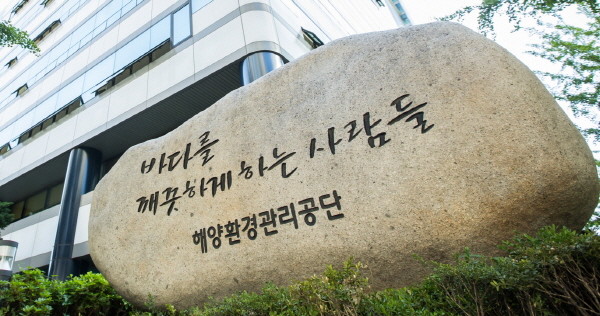 바다를
깨끗하게 하는 사람들
해양환경관리공단